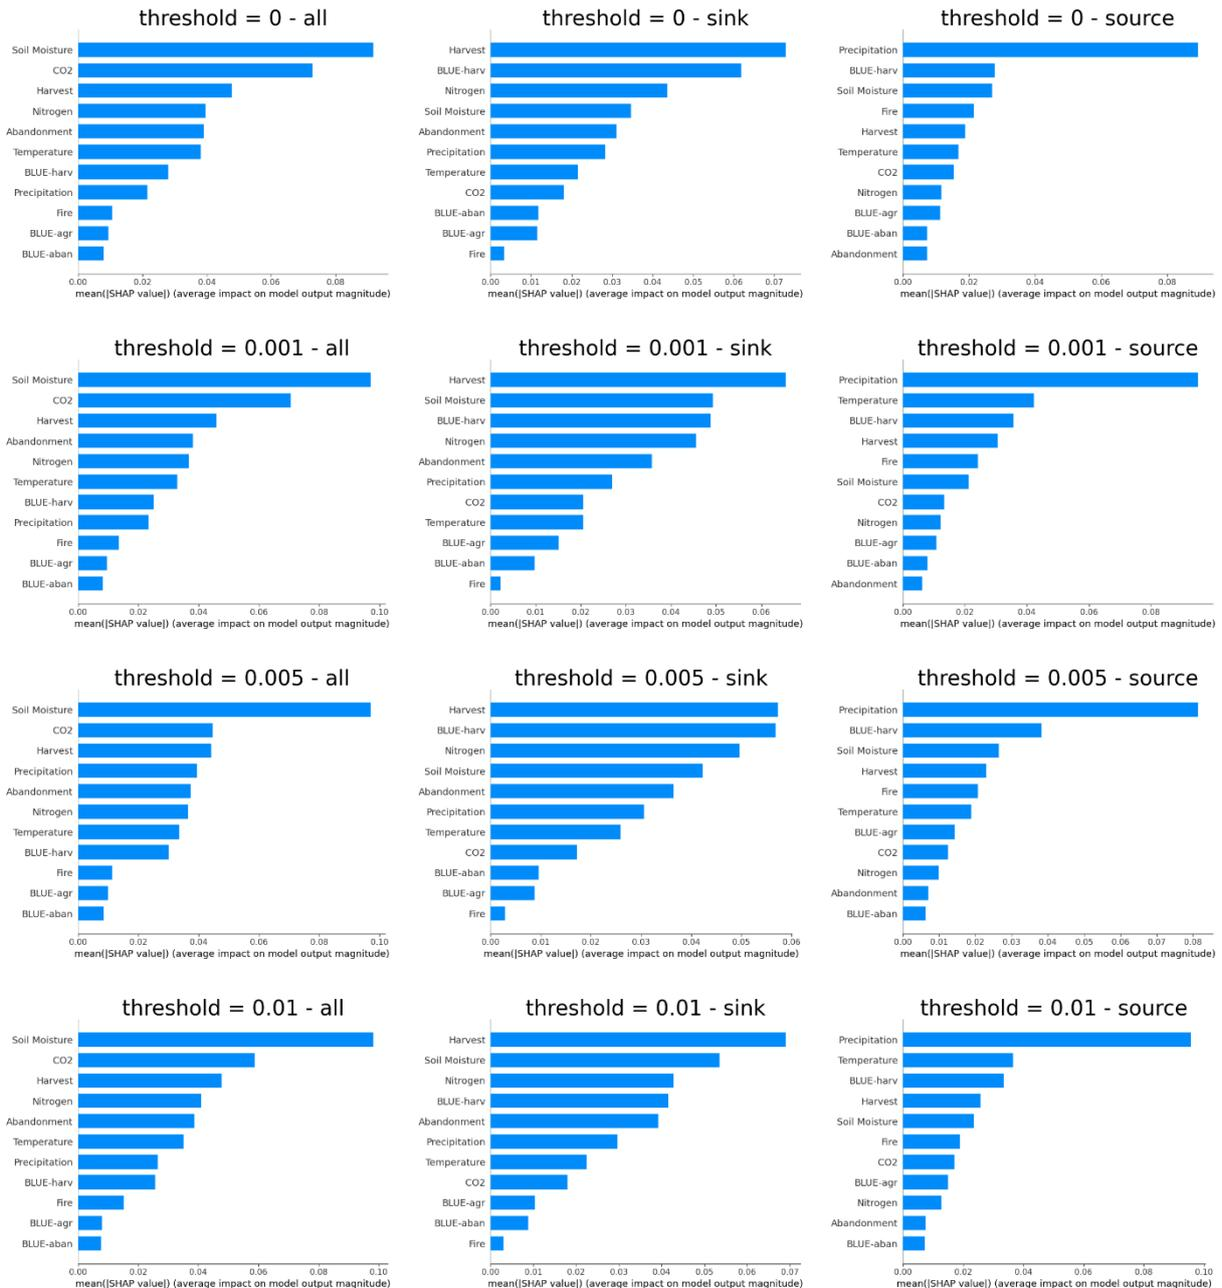 threshold = 0 - all
Soil Moisture
CO2
Harvest
Nitrogen
Abandonment
Temperature
BLUE-harv
Precipitation
Fire
BLUE-agr
BLUE-aban
0.00 0.02 0.04 0.06 0.08
mean(|SHAP value|) (average impact on model output magnitude)
threshold = 0 - sink
Harvest
BLUE-harv
Nitrogen
Soil Moisture
Abandonment
Precipitation
Temperature
CO2
BLUE-aban
BLUE-agr
Fire
0.00 0.01 0.02 0.03 0.04 0.05 0.06 0.07
mean(|SHAP value|) (average impact on model output magnitude)
threshold = 0 - source
Precipitation
BLUE-harv
Soil Moisture
Fire
Harvest
Temperature
CO2
Nitrogen
BLUE-agr
BLUE-aban
Abandonment
0.00 0.02 0.04 0.06 0.08
mean(|SHAP value|) (average impact on model output magnitude)
threshold = 0.001 - all
Soil Moisture
CO2
Harvest
Abandonment
Nitrogen
Temperature
BLUE-harv
Precipitation
Fire
BLUE-agr
BLUE-aban
0.00 0.02 0.04 0.06 0.08 0.10
mean(|SHAP value|) (average impact on model output magnitude)
threshold = 0.001 - sink
Harvest
Soil Moisture
BLUE-harv
Nitrogen
Abandonment
Precipitation
CO2
Temperature
BLUE-agr
BLUE-aban
Fire
0.00 0.01 0.02 0.03 0.04 0.05 0.06
mean(|SHAP value|) (average impact on model output magnitude)
threshold = 0.001 - source
Precipitation
Temperature
BLUE-harv
Harvest
Fire
Soil Moisture
CO2
Nitrogen
BLUE-agr
BLUE-aban
Abandonment
0.00 0.02 0.04 0.06 0.08
mean(|SHAP value|) (average impact on model output magnitude)
threshold = 0.005 - all
Soil Moisture
CO2
Harvest
Precipitation
Abandonment
Nitrogen
Temperature
BLUE-harv
Fire
BLUE-agr
BLUE-aban
0.00 0.02 0.04 0.06 0.08 0.10
mean(|SHAP value|) (average impact on model output magnitude)
threshold = 0.005 - sink
Harvest
BLUE-harv
Nitrogen
Soil Moisture
Abandonment
Precipitation
Temperature
CO2
BLUE-aban
BLUE-agr
Fire
0.00 0.01 0.02 0.03 0.04 0.05 0.06
mean(|SHAP value|) (average impact on model output magnitude)
threshold = 0.005 - source
Precipitation
BLUE-harv
Soil Moisture
Harvest
Fire
Temperature
BLUE-agr
CO2
Nitrogen
Abandonment
BLUE-aban
0.00 0.01 0.02 0.03 0.04 0.05 0.06 0.07 0.08
mean(|SHAP value|) (average impact on model output magnitude)
threshold = 0.01 - all
Soil Moisture
CO2
Harvest
Nitrogen
Abandonment
Temperature
Precipitation
BLUE-harv
Fire
BLUE-agr
BLUE-aban
0.00 0.02 0.04 0.06 0.08 0.10
mean(|SHAP value|) (average impact on model output magnitude)
threshold = 0.01 - sink
Harvest
Soil Moisture
Nitrogen
BLUE-harv
Abandonment
Precipitation
Temperature
CO2
BLUE-agr
BLUE-aban
Fire
0.00 0.01 0.02 0.03 0.04 0.05 0.06 0.07
mean(|SHAP value|) (average impact on model output magnitude)
threshold = 0.01 - source
Precipitation
Temperature
BLUE-harv
Harvest
Soil Moisture
Fire
CO2
BLUE-agr
Nitrogen
Abandonment
BLUE-aban
0.00 0.02 0.04 0.06 0.08 0.10
mean(|SHAP value|) (average impact on model output magnitude)